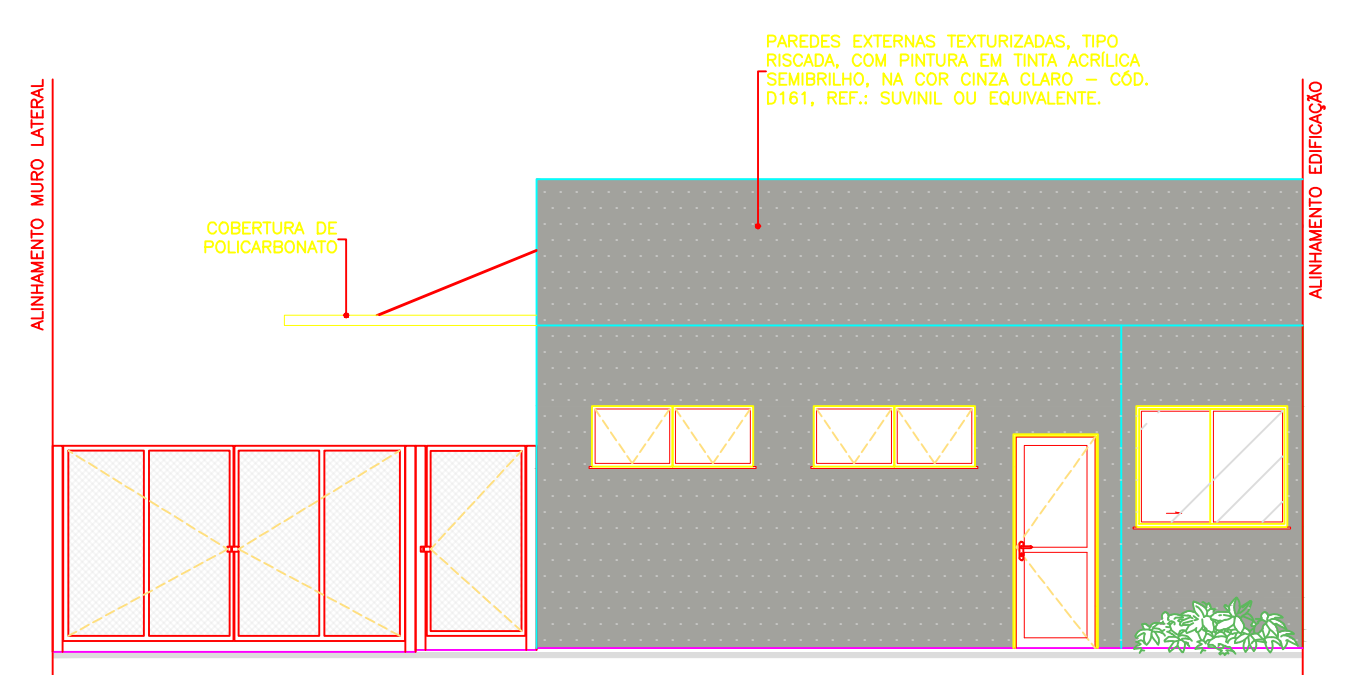 PAREDES EXTERNAS TEXTURIZADAS, TIPO
RISCADA, COM PINTURA EM TINTA ACRÍLICA
SEMIBRILHO, NA COR CINZA CLARO – CÓD.
D161, REF.: SUVINIL OU EQUIVALENTE.
ALINHAMENTO MURO LATERAL
COBERTURA DE
POLICARBONATO
ALINHAMENTO EDIFICAÇÃO